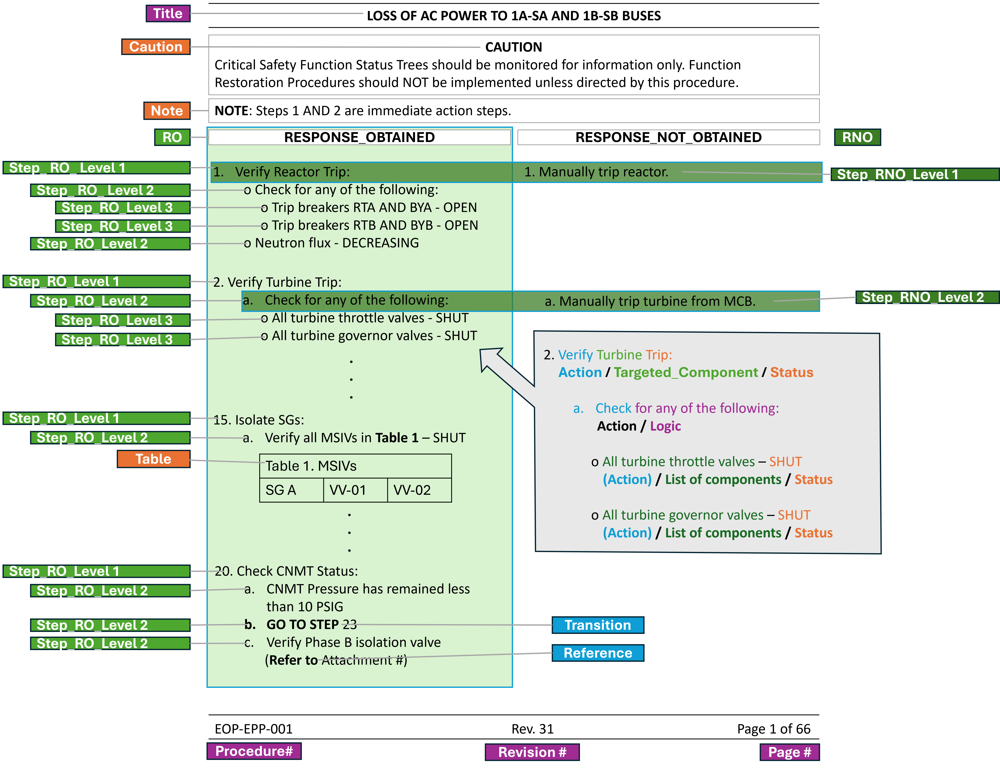 Title
LOSS OF AC POWER TO 1A-SA AND 1B-SB BUSES
Caution
CAUTION
Critical Safety Function Status Trees should be monitored for information only. Function
Restoration Procedures should NOT be implemented unless directed by this procedure.
Note
NOTE: Steps 1 AND 2 are immediate action steps.
RO
RESPONSE_OBTAINED
RESPONSE_NOT_OBTAINED
RNO
Step_RO_ Level 1
1. Verify Reactor Trip:
1. Manually trip reactor.
Step_RNO_Level 1
Step_ RO_ Level 2
o Check for any of the following:
Step_RO_Level 3
o Trip breakers RTA AND BYA - OPEN
Step_RO_Level 3
o Trip breakers RTB AND BYB - OPEN
Step_RO_Level 2
o Neutron flux - DECREASING
Step_RO_Level 1
2. Verify Turbine Trip:
Step_RO_Level 2
a. Check for any of the following:
a. Manually trip turbine from MCB.
Step_RNO_Level 2
Step_RO_Level 3
o All turbine throttle valves - SHUT
Step_RO_Level 3
o All turbine governor valves - SHUT
.
.
.
2. Verify Turbine Trip:
Action / Targeted_Component / Status
a. Check for any of the following:
Action / Logic
o All turbine throttle valves – SHUT
(Action) / List of components / Status
o All turbine governor valves – SHUT
(Action) / List of components / Status
Step_RO_Level 1
15. Isolate SGs:
Step_RO_Level 2
a. Verify all MSIVs in Table 1 – SHUT
Table
Table 1. MSIVs
SG A VV-01 VV-02
.
.
.
Step_RO_Level 1
20. Check CNMT Status:
Step_RO_Level 2
a. CNMT Pressure has remained less
than 10 PSIG
Step_RO_Level 2
b. GO TO STEP 23
Transition
Step_RO_Level 2
c. Verify Phase B isolation valve
(Refer to Attachment #)
Reference
EOP-EPP-001
Rev. 31
Page 1 of 66
Procedure#
Revision #
Page #